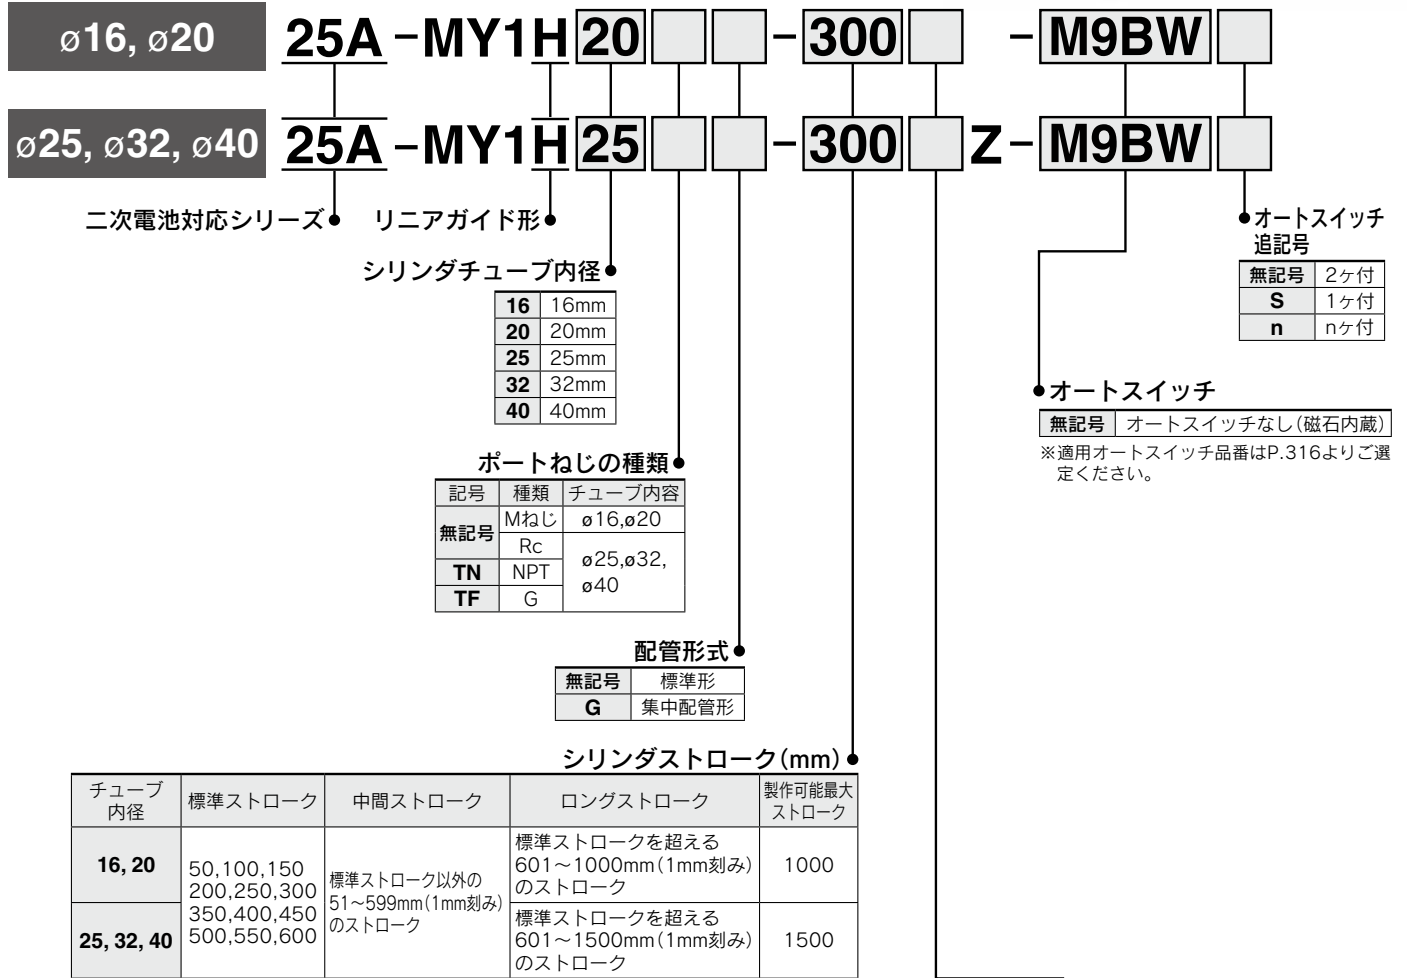 ø16, ø20
25A-MY1H20□□-300□-M9BW□
ø25, ø32, ø40
25A-MY1H25□□-300□Z-M9BW□
二次電池対応シリーズ
リニアガイド形
シリンダチューブ内径
16 16mm
20 20mm
25 25mm
32 32mm
40 40mm
オートスイッチ
追記号
無記号 2ヶ付
S 1ヶ付
n nヶ付
オートスイッチ
無記号 オートスイッチなし(磁石内蔵)
※適用オートスイッチ品番はP.316よりご選
定ください。
ポートねじの種類
記号 種類 チューブ内容
無記号 Mねじ ø16,ø20
Rc ø25,ø32,
ø40
TN NPT
TF G
配管形式
無記号 標準形
G 集中配管形
シリンダストローク(mm)
チューブ
内径
標準ストローク
中間ストローク
ロングストローク
製作可能最大
ストローク
16, 20
50,100,150
200,250,300
350,400,450
500,550,600
標準ストローク以外の
51～599mm(1mm刻み)
のストローク
標準ストロークを超える
601～1000mm(1mm刻み)
のストローク
1000
25, 32, 40
標準ストロークを超える
601～1500mm(1mm刻み)
のストローク
1500